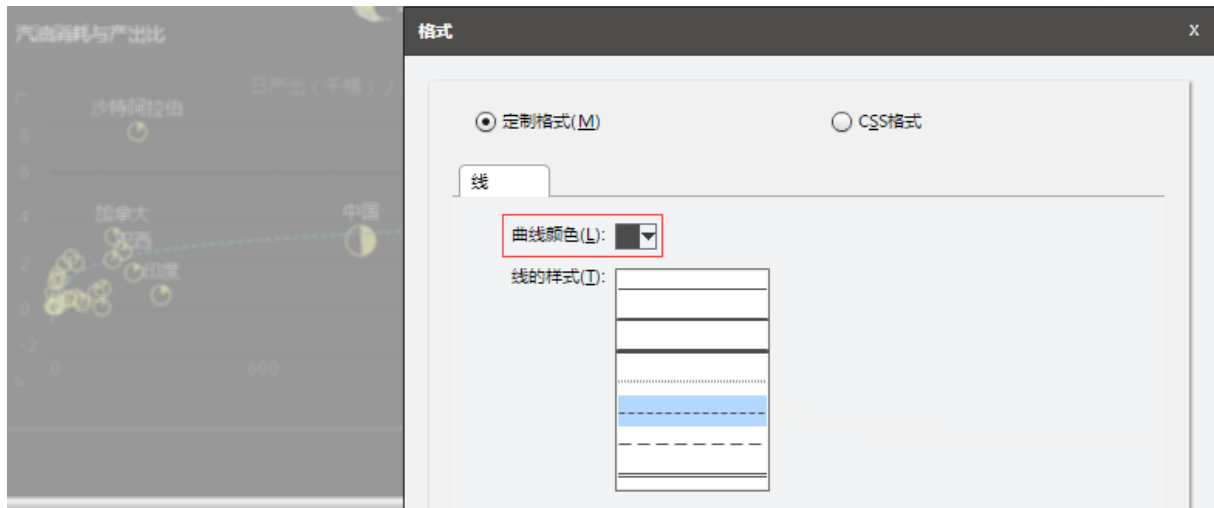 汽油消耗与产出比
格式
x
日产出（千桶）/
沙特阿拉伯
8
6
4
2
0
-2
加拿大
中国
巴西
印度
0
600
定制格式(M)
CSS格式
线
曲线颜色(L):
线的样式(T):